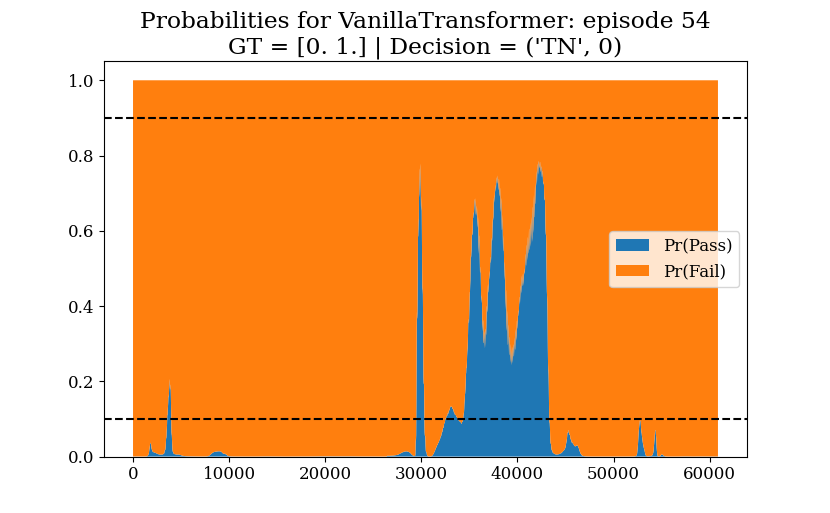 Probabilities for VanillaTransformer: episode 54
GT = [0. 1.] | Decision = ('TN', 0)
1.0
0.8
0.6
0.4
0.2
0.0
Pr(Pass)
Pr(Fail)
0 10000 20000 30000 40000 50000 60000